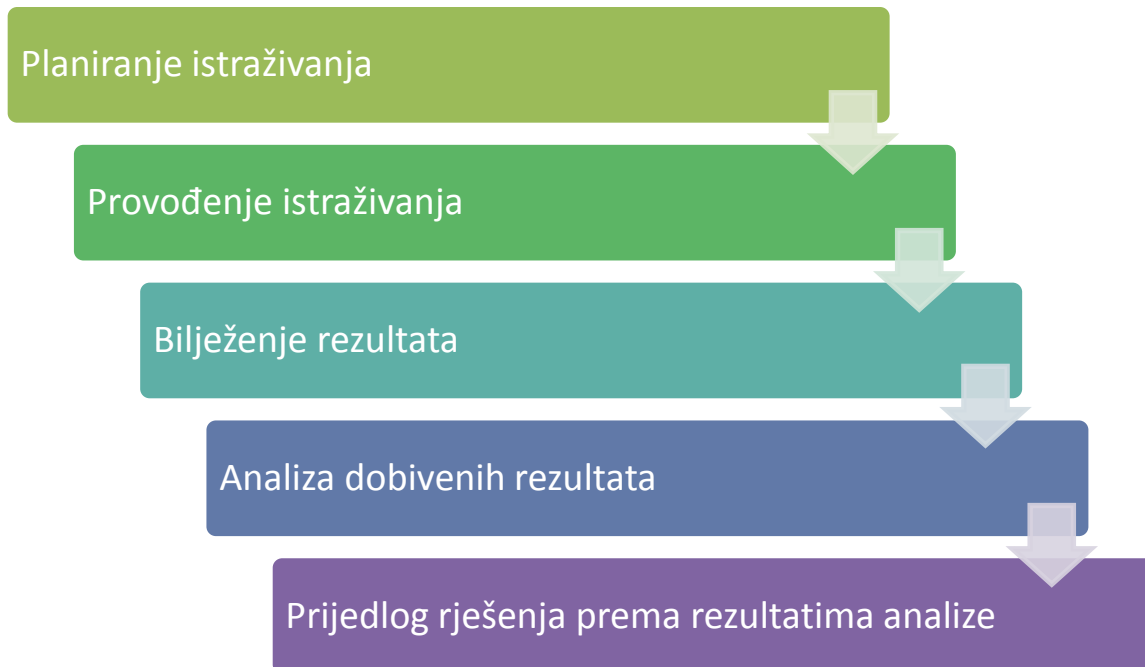 Planiranje istraživanja
Provođenje istraživanja
Bilježenje rezultata
Analiza dobivenih rezultata
Prijedlog rješenja prema rezultatima analize